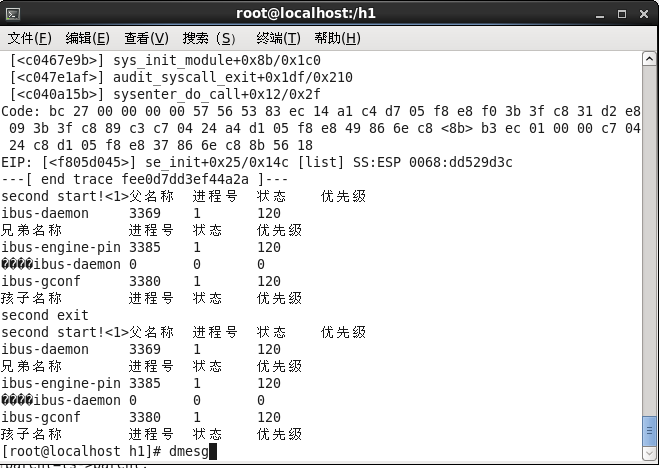 root@localhost:/h1
文件(F) 编辑(E) 查看(V) 搜索 (S) 终端(T) 帮助(H)
[<c0467e9b>] sys_init_module+0x8b/0x1c0
[<c047e1af>] audit_syscall_exit+0x1df/0x210
[<c040a15b>] sysenter_do_call+0x12/0x2f
Code: bc 27 00 00 00 00 57 56 53 83 ec 14 a1 c4 d7 05 f8 e8 f0 3b 3f c8 31 d2 e8
09 3b 3f c8 89 c3 c7 04 24 a4 d1 05 f8 e8 49 86 6e c8 <8b> b3 ec 01 00 00 c7 04
24 c8 d1 05 f8 e8 37 86 6e c8 8b 56 18
EIP: [<f805d045>] se_init+0x25/0x14c [list] SS:ESP 0068:dd529d3c
---[ end trace fee0d7dd3ef44a2a ]---
second start!<1>父名称 进程号 状态 优先级
ibus-daemon 3369 1 120
兄弟名称 进程号 状态 优先级
ibus-engine-pin 3385 1 120
����ibus-daemon 0 0 0
ibus-gconf 3380 1 120
孩子名称 进程号 状态 优先级
second exit
second start!<1>父名称 进程号 状态 优先级
ibus-daemon 3369 1 120
兄弟名称 进程号 状态 优先级
ibus-engine-pin 3385 1 120
����ibus-daemon 0 0 0
ibus-gconf 3380 1 120
孩子名称 进程号 状态 优先级
[root@localhost h1]# dmesg